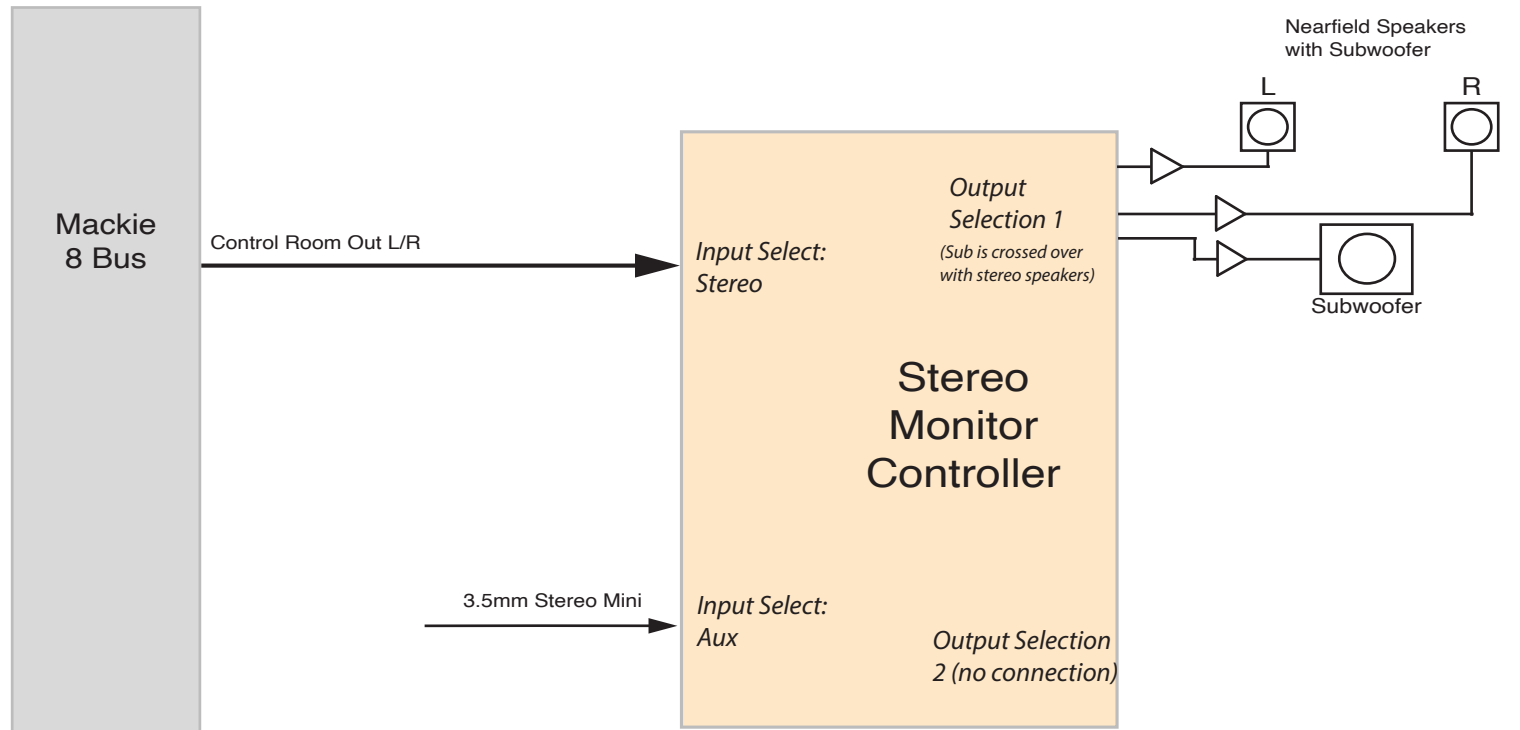 Nearfield Speakers
with Subwoofer
L
R
Mackie
8 Bus
Control Room Out L/R
Input Select:
Stereo
Output
Selection 1
(Sub is crossed over
with stereo speakers)
Subwoofer
Stereo
Monitor
Controller
3.5mm Stereo Mini
Input Select:
Aux
Output Selection
2 (no connection)